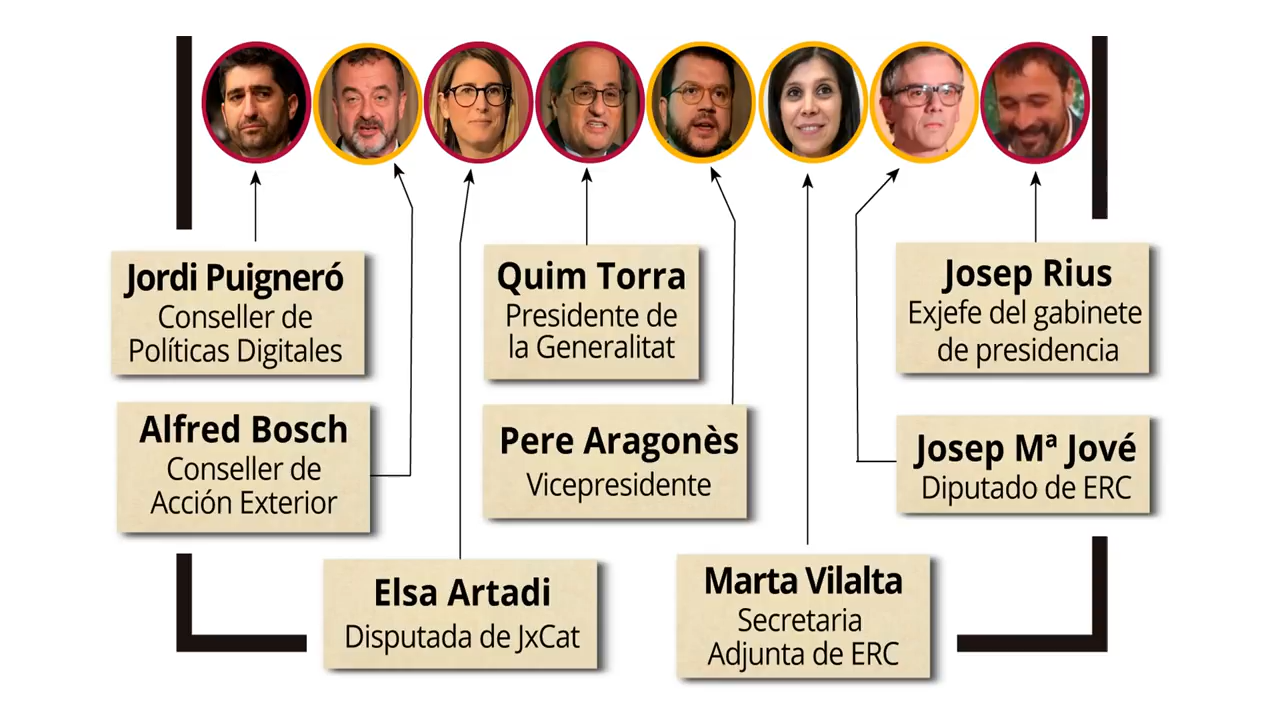 Jordi Puigneró
Conseller de
Políticas Digitales
Alfred Bosch
Conseller de
Acción Exterior
Elsa Artadi
Disputada de JxCat
Quim Torra
Presidente de
la Generalitat
Pere Aragonès
Vicepresidente
Marta Vilalta
Secretaria
Adjunta de ERC
Josep Rius
Exjefe del gabinete
de presidencia
Josep Mª Jové
Diputado de ERC